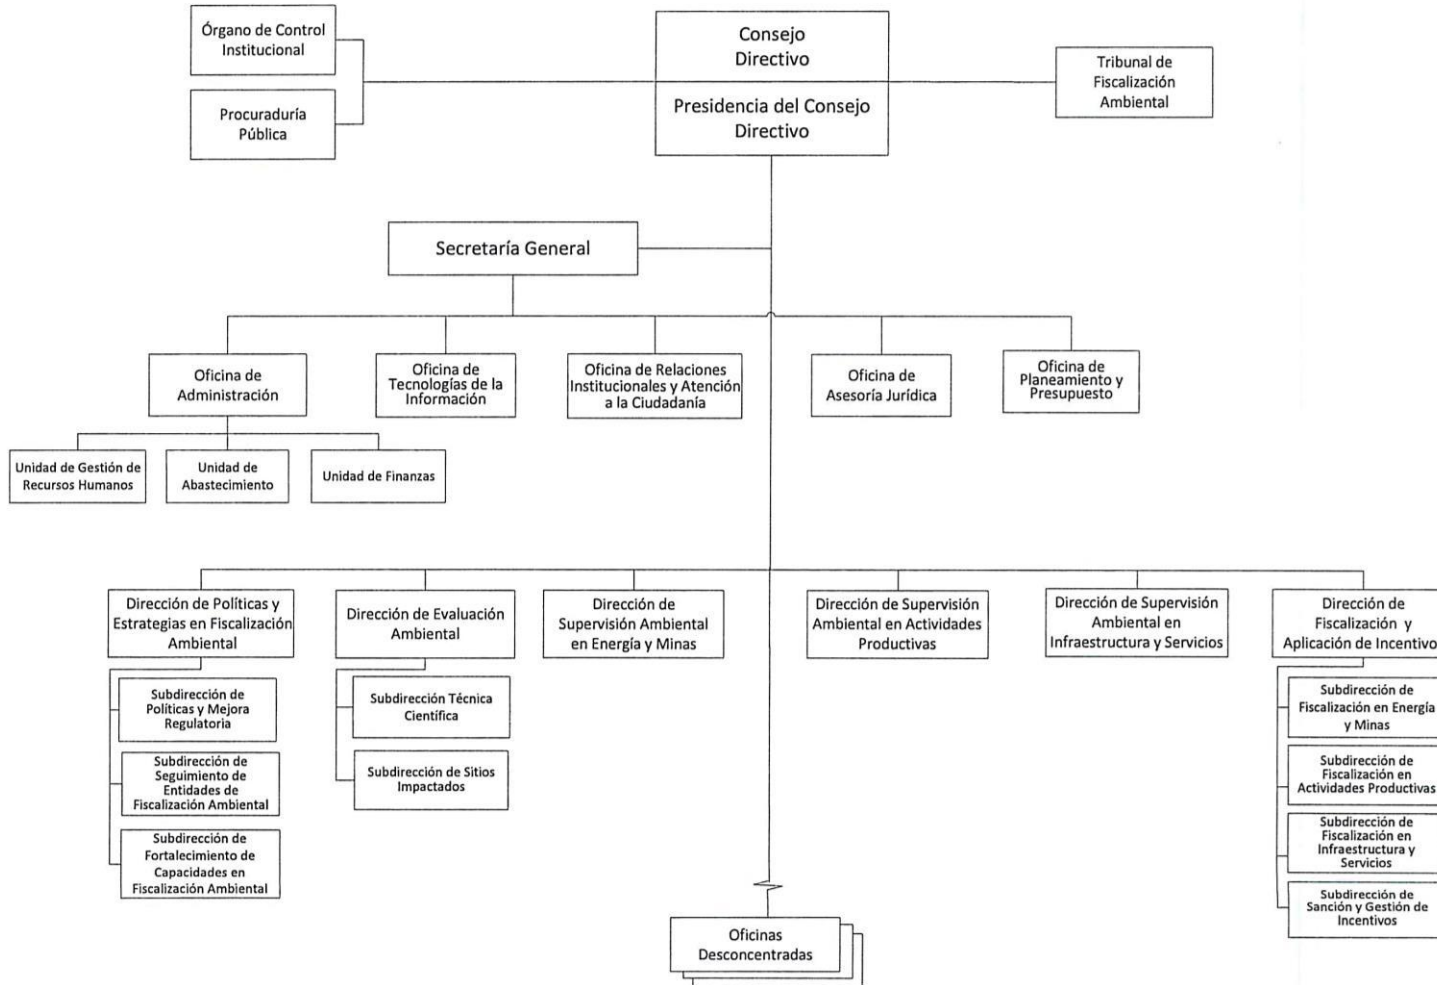 Órgano de Control
Institucional
Consejo
Directivo
Tribunal de
Fiscalización
Ambiental
Procuraduría
Pública
Presidencia del Consejo
Directivo
Secretaría General
Oficina de
Administración
Oficina de
Tecnologías de la
Información
Oficina de Relaciones
Institucionales y Atención
a la Ciudadanía
Oficina de
Asesoría Jurídica
Oficina de
Planeamiento y
Presupuesto
Unidad de Gestión de
Recursos Humanos
Unidad de
Abastecimiento
Unidad de Finanzas
Dirección de Políticas y
Estrategias en Fiscalización
Ambiental
Dirección de Evaluación
Ambiental
Dirección de
Supervisión Ambiental
en Energía y Minas
Dirección de Supervisión
Ambiental en Actividades
Productivas
Dirección de Supervisión
Ambiental en
Infraestructura y Servicios
Dirección de
Fiscalización y
Aplicación de Incentivo
Subdirección de
Políticas y Mejora
Regulatoria
Subdirección de
Seguimiento de
Entidades de
Fiscalización Ambiental
Subdirección de
Fortalecimiento de
Capacidades en
Fiscalización Ambiental
Subdirección Técnica
Científica
Subdirección de Sitios
Impactados
Subdirección de
Fiscalización en Energía
y Minas
Subdirección de
Fiscalización en
Actividades Productivas
Subdirección de
Fiscalización en
Infraestructura y
Servicios
Subdirección de
Sanción y Gestión de
Incentivos
Oficinas
Desconcentradas